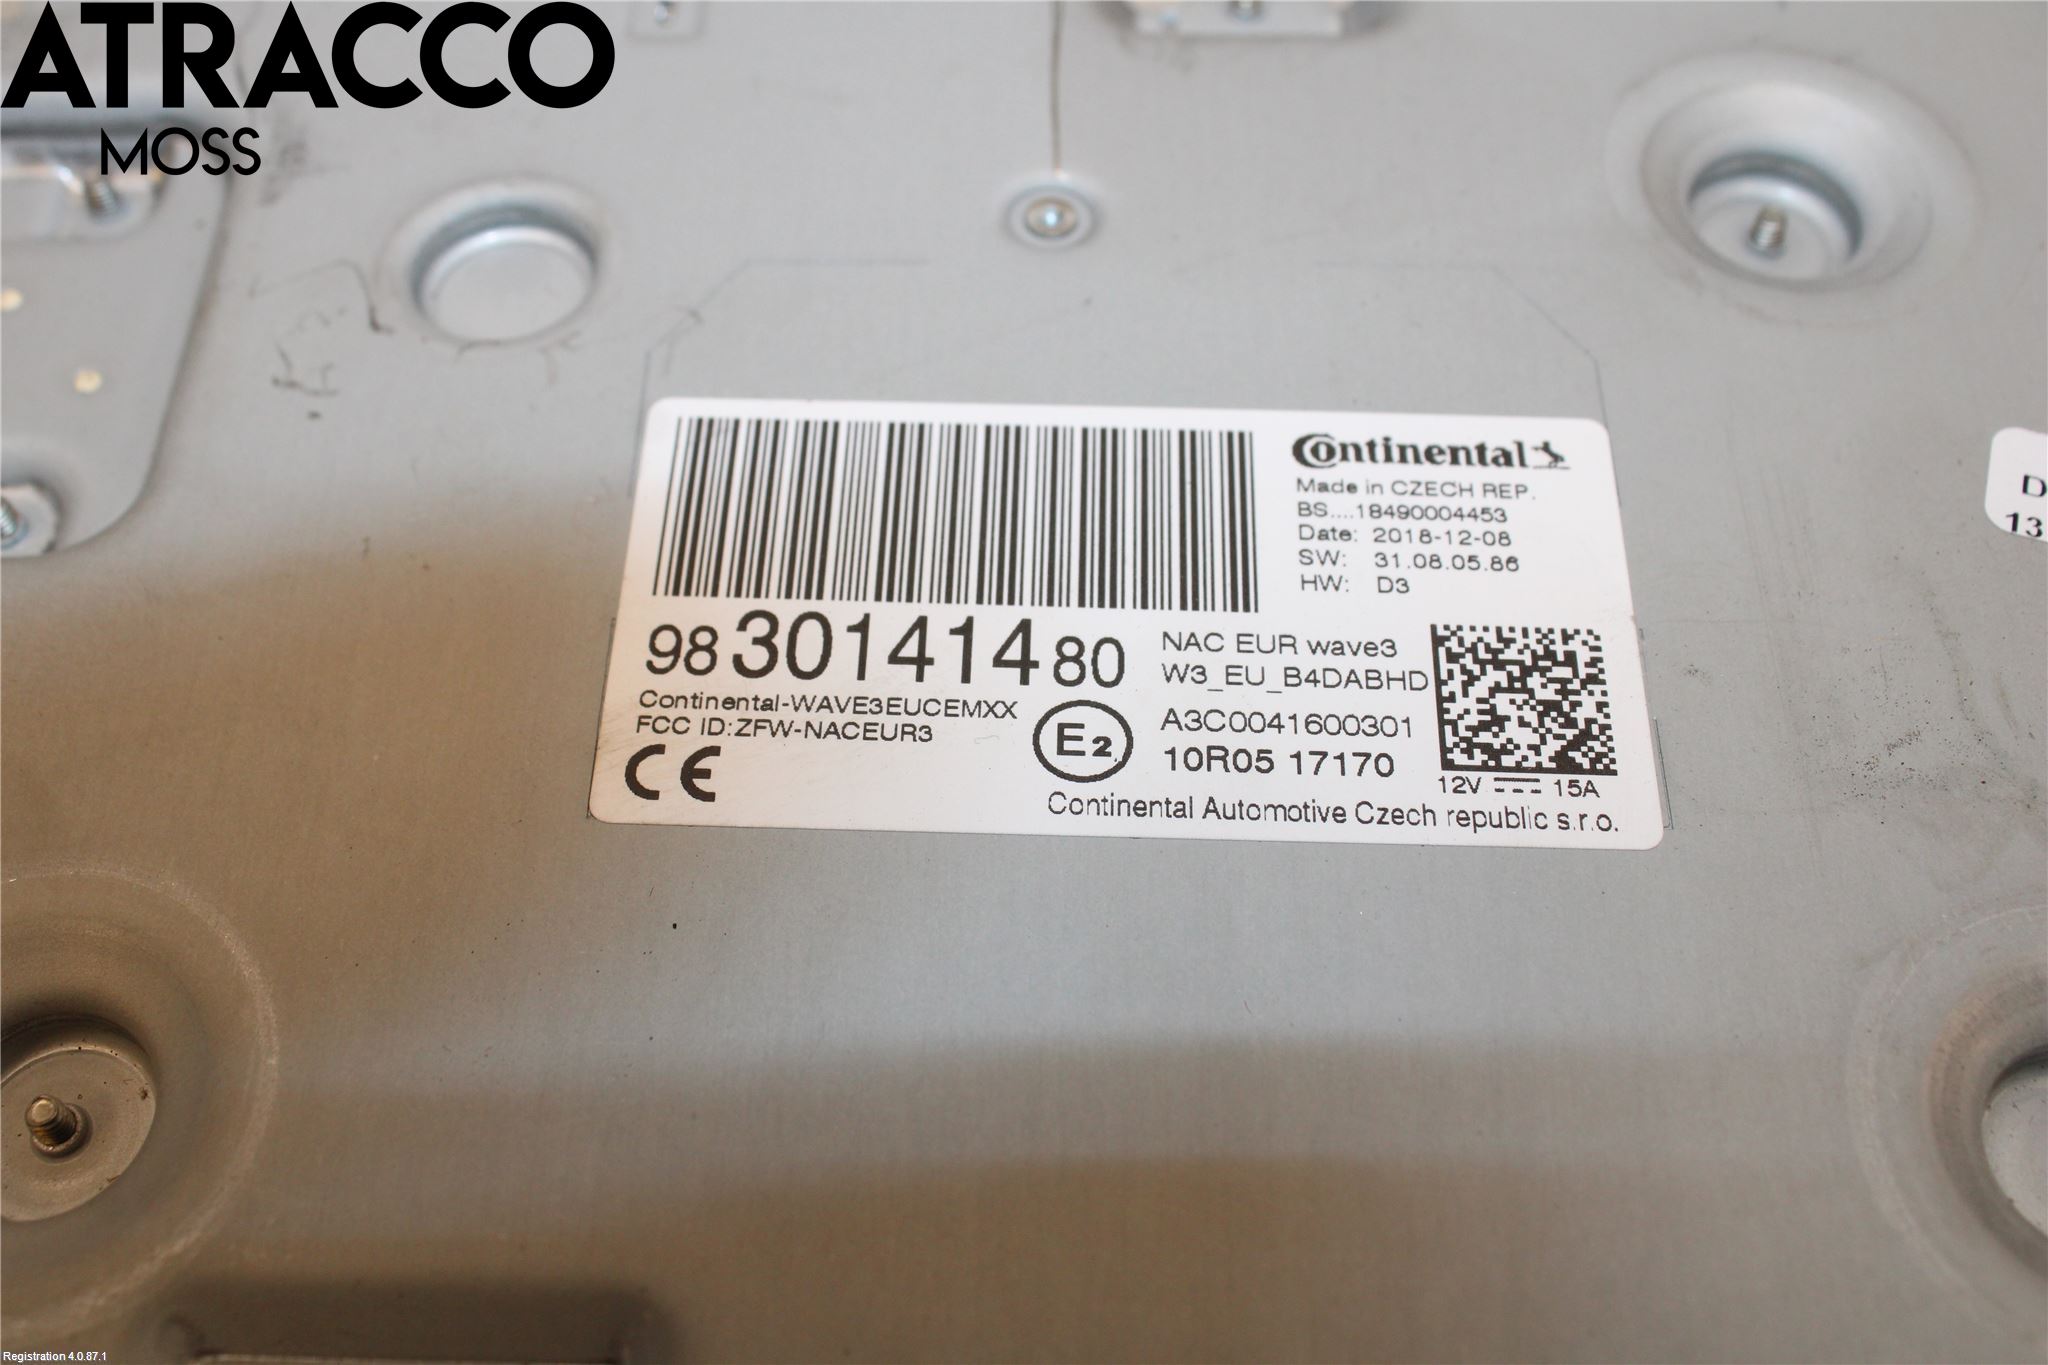 ATRACCO
MOSS
Continental
Made in CZECH REP.
BS....18490004453
Date: 2018-12-08
SW: 31.08.05.86
HW: D3
98 301414 80
NAC EUR wave3
W3_EU_B4DABHD
Continental-WAVE3EUCEMXX
FCC ID:ZFW-NACEUR3
CE
E2
A3C0041600301
10R05 17170
12V 15A
Continental Automotive Czech republic s.r.o.
D
13
Registration 4.0.87.1